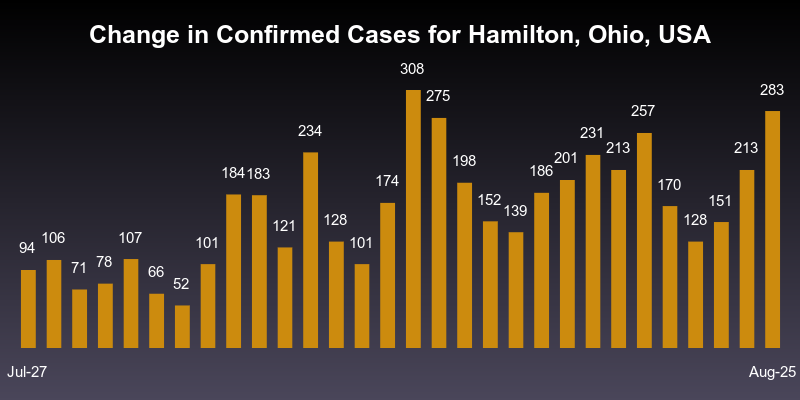 Change in Confirmed Cases for Hamilton, Ohio, USA
94 106 71 78 107 66 52 101 184 183 121 234 128 101 174 308 275 198 152 139 186 201 231 213 257 170 128 151 213 283
Jul-27 Aug-25